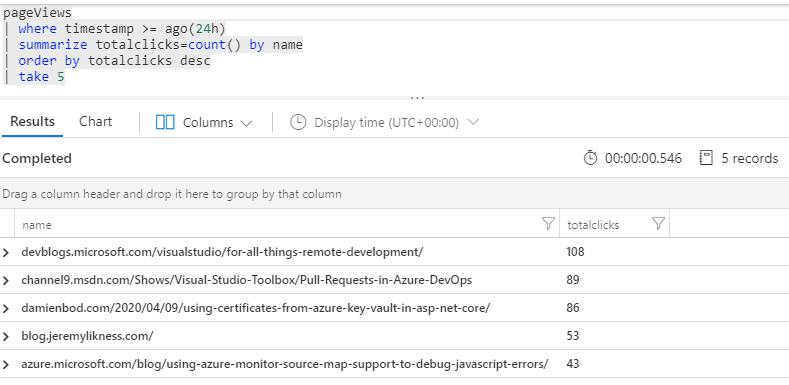 pageViews
| where timestamp >= ago(24h)
| summarize totalclicks=count() by name
| order by totalclicks desc
| take 5
Results Chart Columns Display time (UTC+00:00)
Completed 00:00:00.546 5 records
Drag a column header and drop it here to group by that column
name totalclicks
devblogs.microsoft.com/visualstudio/for-all-things-remote-development/ 108
channel9.msdn.com/Shows/Visual-Studio-Toolbox/Pull-Requests-in-Azure-DevOps 89
damienbod.com/2020/04/09/using-certificates-from-azure-key-vault-in-asp-net-core/ 86
blog.jeremylikness.com/ 53
azure.microsoft.com/blog/using-azure-monitor-source-map-support-to-debug-javascript-errors/ 43